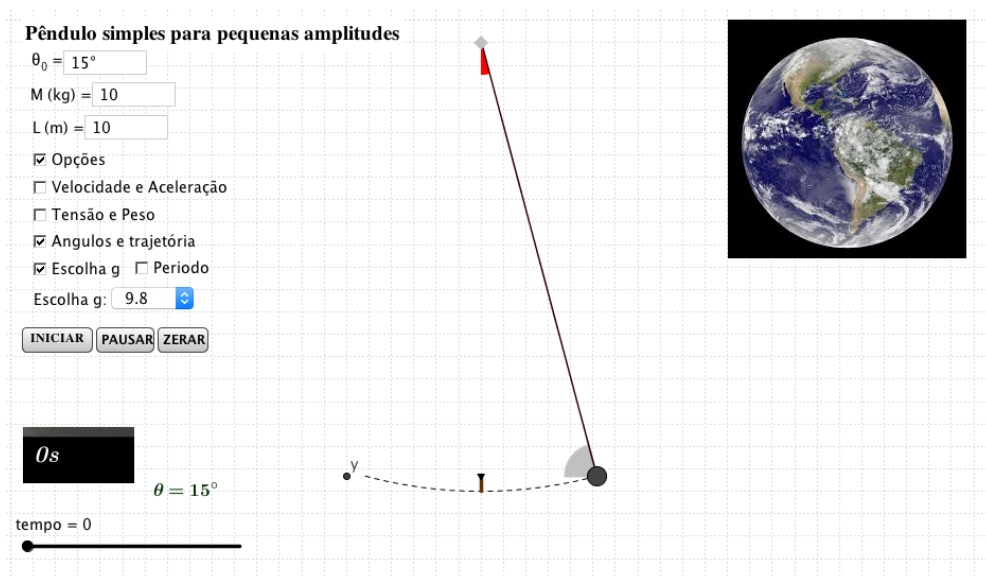 Pêndulo simples para pequenas amplitudes
θ₀ = 15°
M (kg) = 10
L (m) = 10
Opções
Velocidade e Aceleração
Tensão e Peso
Angulos e trajetória
Escolha g Periodo
Escolha g: 9.8
INICIAR PAUSAR ZERAR
0s
y
θ = 15°
tempo = 0